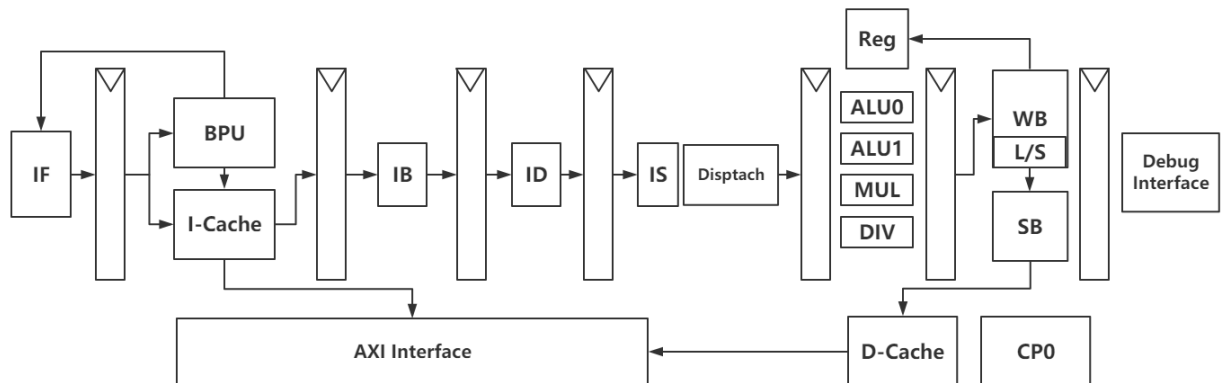 Reg
IF
BPU
I-Cache
IB
ID
IS
Disptach
ALU0
ALU1
MUL
DIV
WB
L/S
SB
Debug
Interface
AXI Interface
D-Cache
CP0